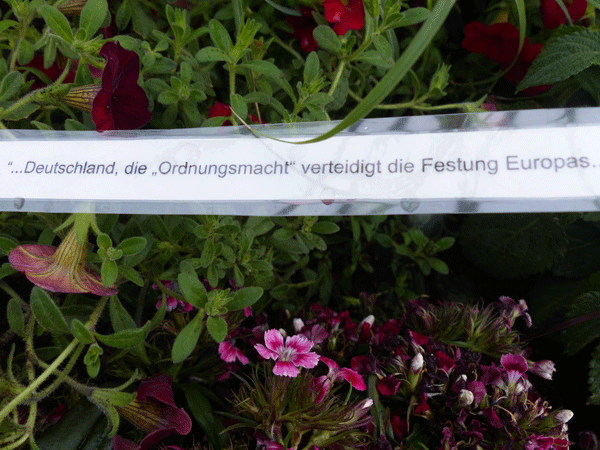 "...Deutschland, die „Ordnungsmacht" verteidigt die Festung Europas...